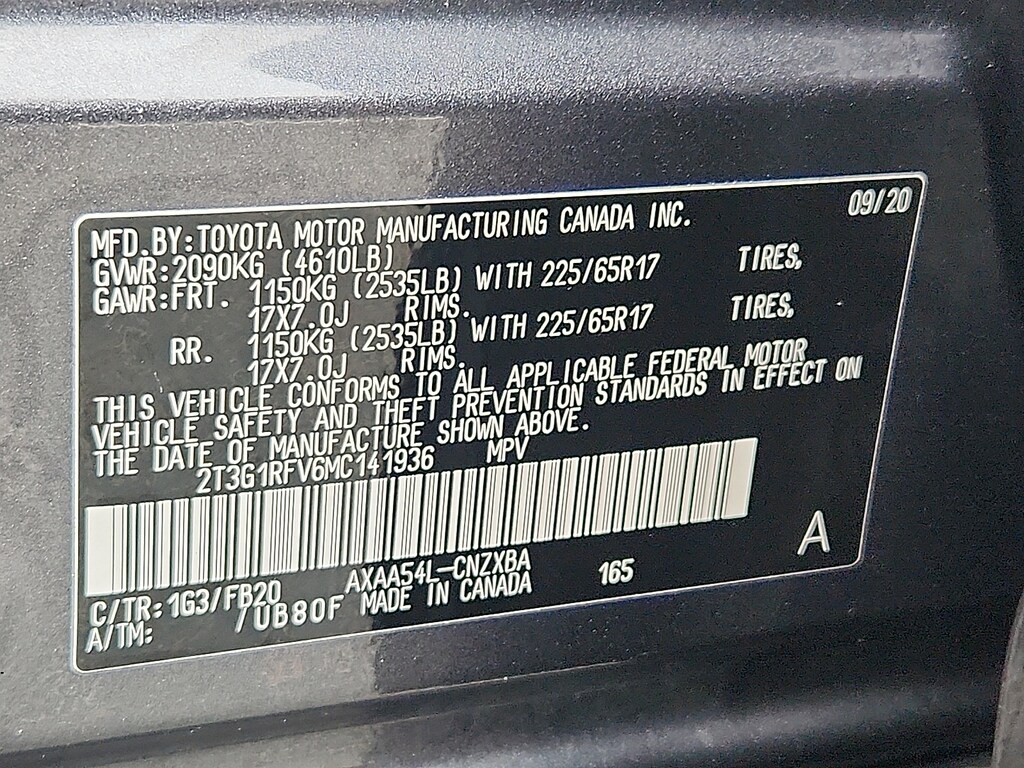 09/20
MFD. BY:TOYOTA MOTOR MANUFACTURING CANADA INC.
GVWR:2090KG (4610LB)
GAWR:FRT. 1150KG (2535LB) WITH 225/65R17 TIRES,
17X7.0J RIMS.
RR. 1150KG (2535LB) WITH 225/65R17 TIRES,
17X7.0J RIMS.
THIS VEHICLE CONFORMS TO ALL APPLICABLE FEDERAL MOTOR
VEHICLE SAFETY AND THEFT PREVENTION STANDARDS IN EFFECT ON
THE DATE OF MANUFACTURE SHOWN ABOVE.
2T3G1RFV6MC141936 MPV
A
C/TR:1G3/FB20 AXAA54L-CNZXBA 165
A/TM: /UB80F MADE IN CANADA